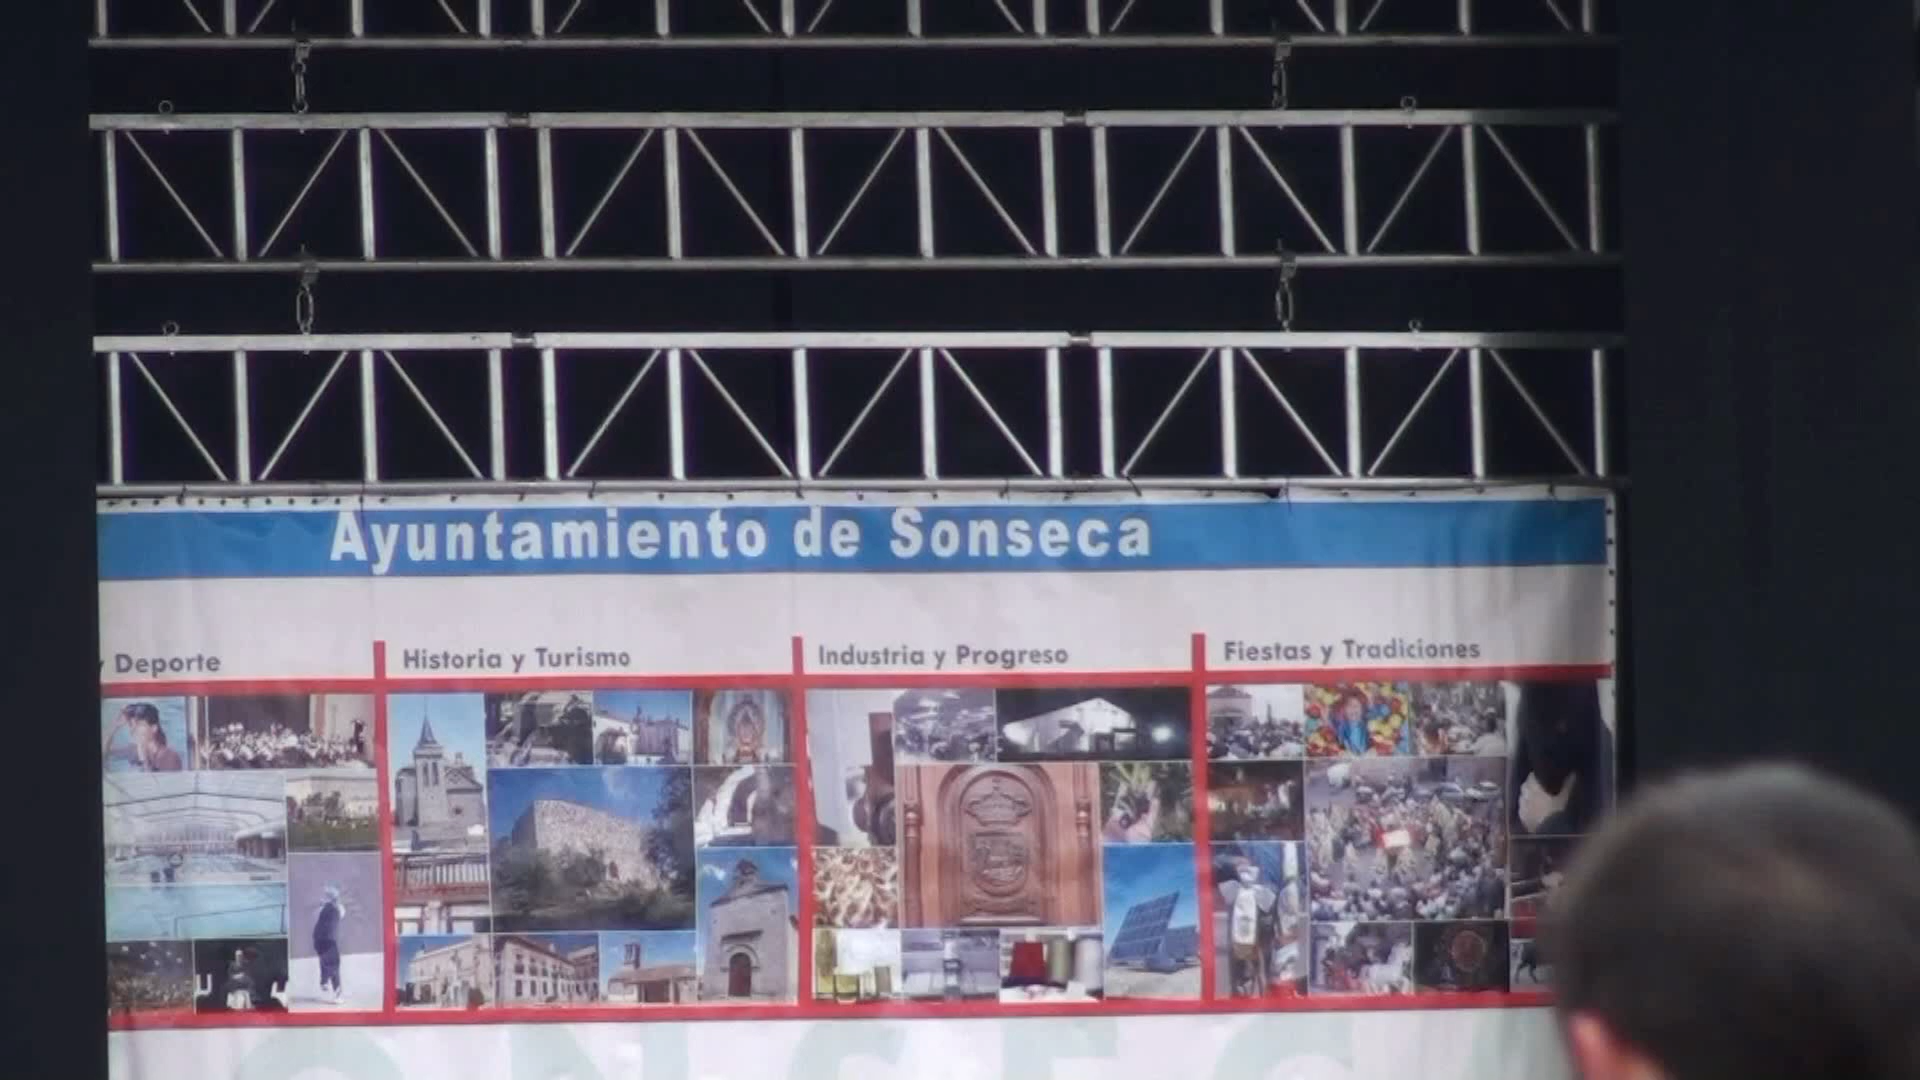 Ayuntamiento de Sonseca
y Deporte
Historia y Turismo
Industria y Progreso
Fiestas y Tradiciones